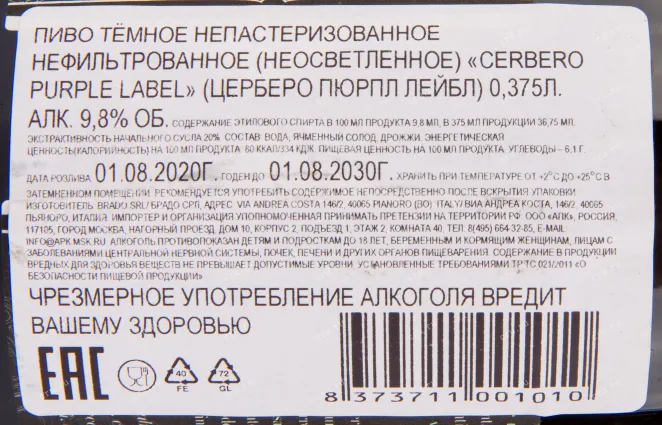 ПИВО ТЁМНОЕ НЕПАСТЕРИЗОВАННОЕ
НЕФИЛЬТРОВАННОЕ (НЕОСВЕТЛЕННОЕ) «CERBERO
PURPLE LABEL» (ЦЕРБЕРО ПЮРПЛ ЛЕЙБЛ) 0,375Л.
АЛК. 9,8% ОБ. СОДЕРЖАНИЕ ЭТИЛОВОГО СПИРТА В 100 МЛ ПРОДУКТА 9,8 МЛ, В 375 МЛ ПРОДУКЦИИ 36,75 МЛ.
ЭКСТРАКТИВНОСТЬ НАЧАЛЬНОГО СУСЛА 20%. СОСТАВ: ВОДА, ЯЧМЕННЫЙ СОЛОД, ДРОЖЖИ. ЭНЕРГЕТИЧЕСКАЯ
ЦЕННОСТЬ(КАЛОРИЙНОСТЬ) НА 100 МЛ ПРОДУКТА: 80 ККАЛ/334 КДЖ. ПИЩЕВАЯ ЦЕННОСТЬ НА 100 МЛ ПРОДУКТА: УГЛЕВОДЫ – 6,1 Г.
ДАТА РОЗЛИВА 01.08.2020Г. ГОДЕН ДО 01.08.2030Г. ХРАНИТЬ ПРИ ТЕМПЕРАТУРЕ ОТ +2°С ДО +25°С В
ЗАТЕМНЕННОМ ПОМЕЩЕНИИ. РЕКОМЕНДУЕТСЯ УПОТРЕБИТЬ СОДЕРЖИМОЕ НЕПОСРЕДСТВЕННО ПОСЛЕ ВСКРЫТИЯ УПАКОВКИ
ИЗГОТОВИТЕЛЬ: BRADO SRL/ БРАДО СРЛ, АДРЕС: VIA ANDREA COSTA 146/2, 40065 PIANORO (BO) ITALY/ ВИА АНДРЕА КОСТА, 146/2, 40065
ПЬЯНОРО, ИТАЛИЯ. ИМПОРТЕР И ОРГАНИЗАЦИЯ УПОЛНОМОЧЕННАЯ ПРИНИМАТЬ ПРЕТЕНЗИИ НА ТЕРРИТОРИИ РФ: ООО «АПК», РОССИЯ,
117105, ГОРОД МОСКВА, НАГОРНЫЙ ПРОЕЗД, ДОМ 10, КОРПУС 2, ПОДЪЕЗД 1, ЭТАЖ 2, КОМНАТА 40, ТЕЛ. 8(495) 664-32-85, E-MAIL:
INFO@APK.MSK.RU. АЛКОГОЛЬ ПРОТИВОПОКАЗАН ДЕТЯМ И ПОДРОСТКАМ ДО 18 ЛЕТ, БЕРЕМЕННЫМ И КОРМЯЩИМ ЖЕНЩИНАМ, ЛИЦАМ С
ЗАБОЛЕВАНИЯМИ ЦЕНТРАЛЬНОЙ НЕРВНОЙ СИСТЕМЫ, ПОЧЕК, ПЕЧЕНИ И ДРУГИХ ОРГАНОВ ПИЩЕВАРЕНИЯ. СОДЕРЖАНИЕ В ПРОДУКТЕ
ВРЕДНЫХ ДЛЯ ЗДОРОВЬЯ ВЕЩЕСТВ НЕ ПРЕВЫШАЕТ ДОПУСТИМЫЕ УРОВНИ, УСТАНОВЛЕННЫЕ ТРЕБОВАНИЯМИ ТР ТС 021/2011 «О
БЕЗОПАСНОСТИ ПИЩЕВОЙ ПРОДУКЦИИ»
ЧРЕЗМЕРНОЕ УПОТРЕБЛЕНИЕ АЛКОГОЛЯ ВРЕДИТ
ВАШЕМУ ЗДОРОВЬЮ
EAC
40 72
FE GL
8 373711 001010